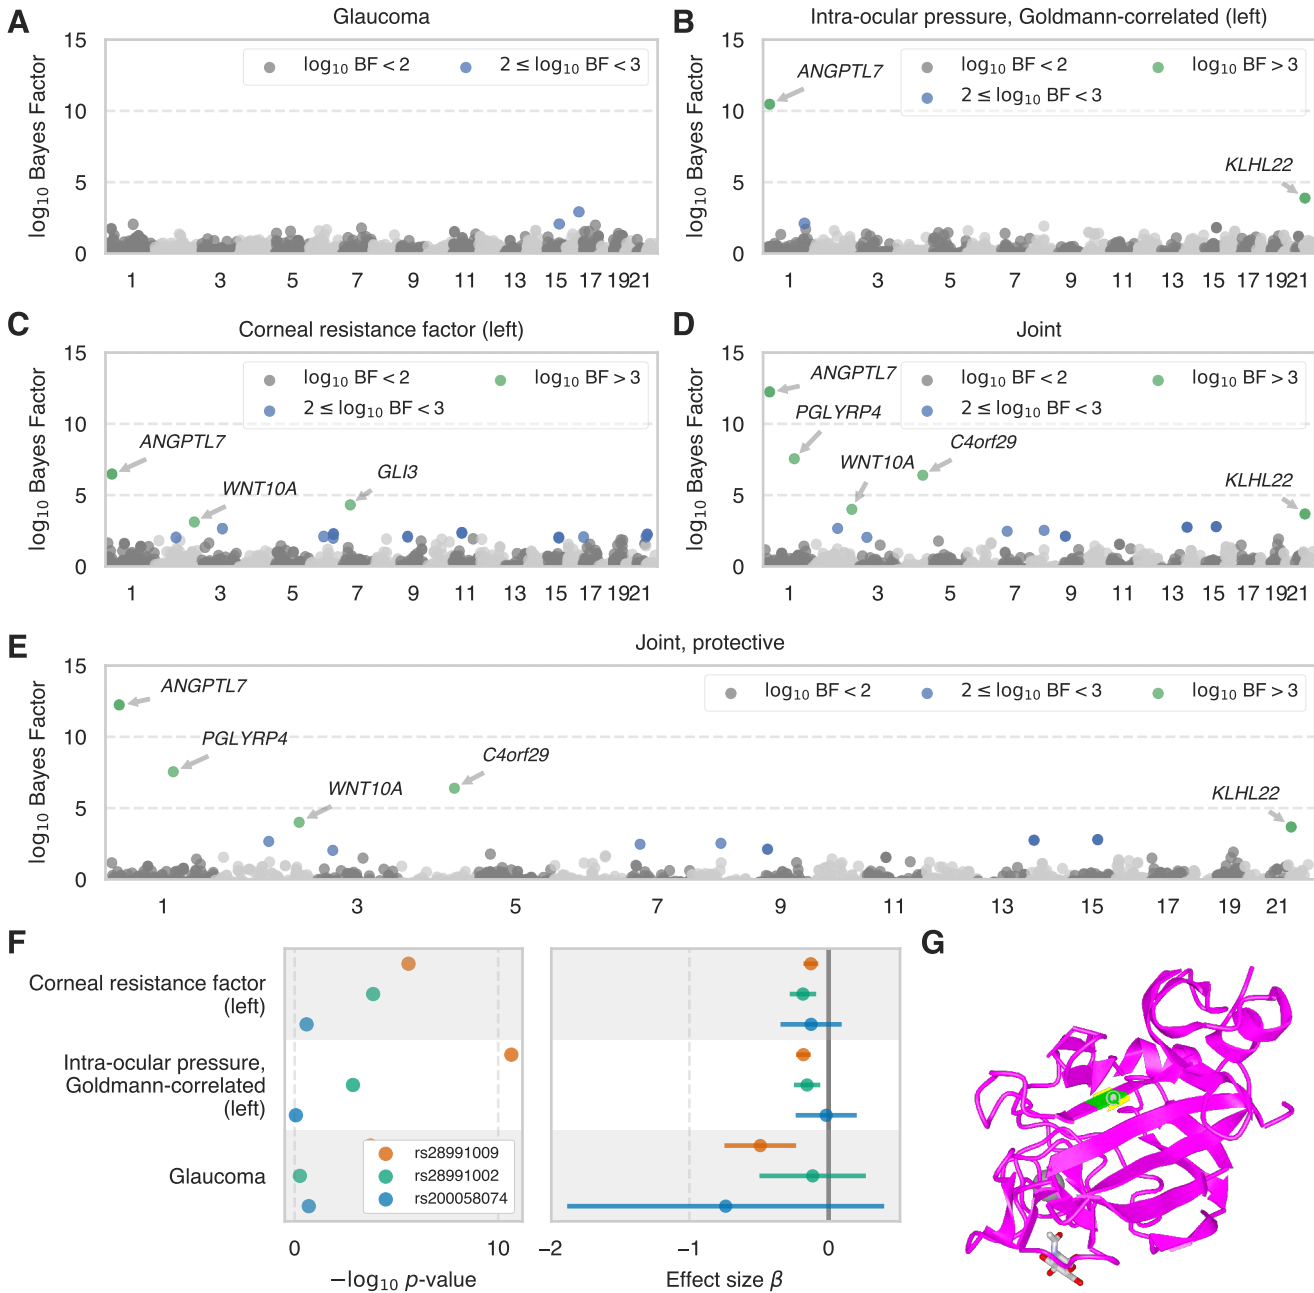 A
Glaucoma
15
10
5
0
log10 Bayes Factor
log10 BF < 2
2 ≤ log10 BF < 3
1 3 5 7 9 11 13 15 17 19 21
B
Intra-ocular pressure, Goldmann-correlated (left)
15
10
5
0
log10 Bayes Factor
log10 BF < 2
log10 BF > 3
2 ≤ log10 BF < 3
ANGPTL7
KLHL22
1 3 5 7 9 11 13 15 17 19 21
C
Corneal resistance factor (left)
15
10
5
0
log10 Bayes Factor
log10 BF < 2
log10 BF > 3
2 ≤ log10 BF < 3
ANGPTL7
WNT10A
GLI3
1 3 5 7 9 11 13 15 17 19 21
D
Joint
15
10
5
0
log10 Bayes Factor
log10 BF < 2
log10 BF > 3
2 ≤ log10 BF < 3
ANGPTL7
PGLYRP4
WNT10A
C4orf29
KLHL22
1 3 5 7 9 11 13 15 17 19 21
E
Joint, protective
15
10
5
0
log10 Bayes Factor
log10 BF < 2
2 ≤ log10 BF < 3
log10 BF > 3
ANGPTL7
PGLYRP4
WNT10A
C4orf29
KLHL22
1 3 5 7 9 11 13 15 17 19 21
F
Corneal resistance factor
(left)
Intra-ocular pressure,
Goldmann-correlated
(left)
Glaucoma
rs28991009
rs28991002
rs200058074
0 10
−log10 p-value
−2 −1 0
Effect size β
G
Q